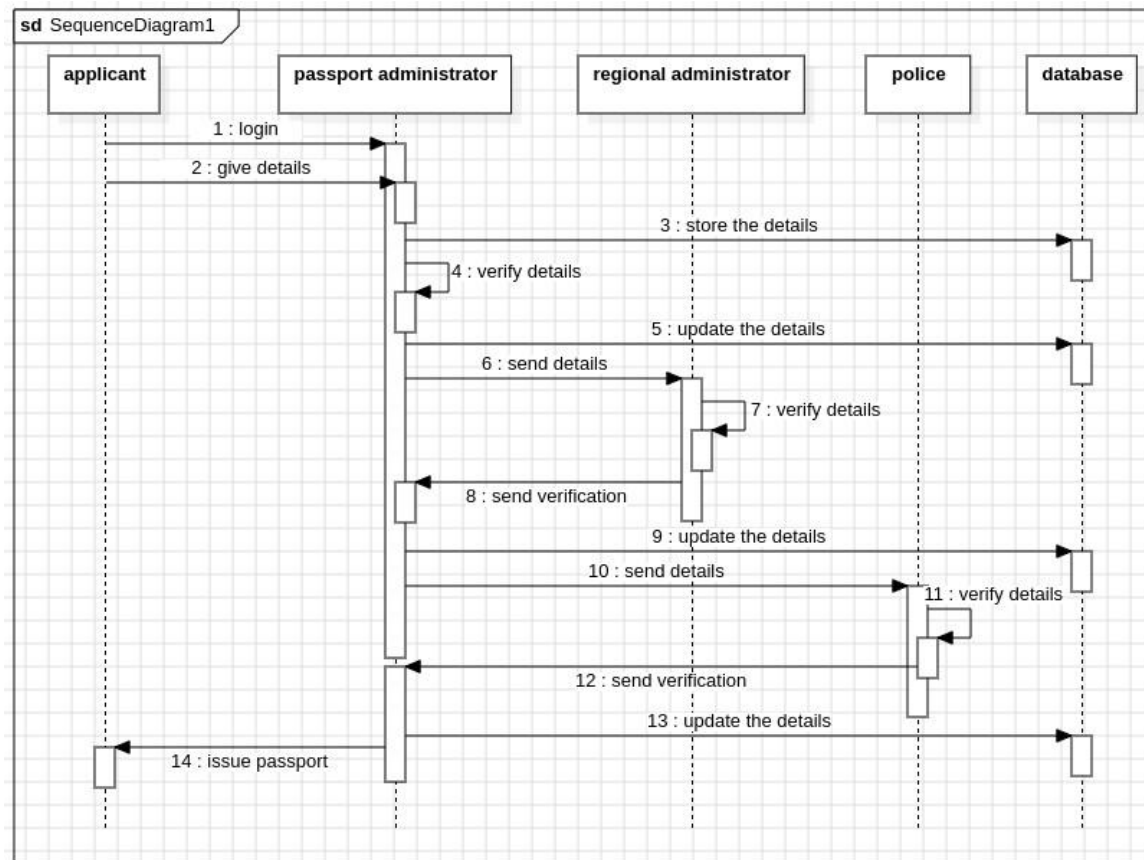 sd SequenceDiagram1
applicant
passport administrator
regional administrator
police
database
1 : login
2 : give details
3 : store the details
4 : verify details
5 : update the details
6 : send details
7 : verify details
8 : send verification
9 : update the details
10 : send details
11 : verify details
12 : send verification
13 : update the details
14 : issue passport